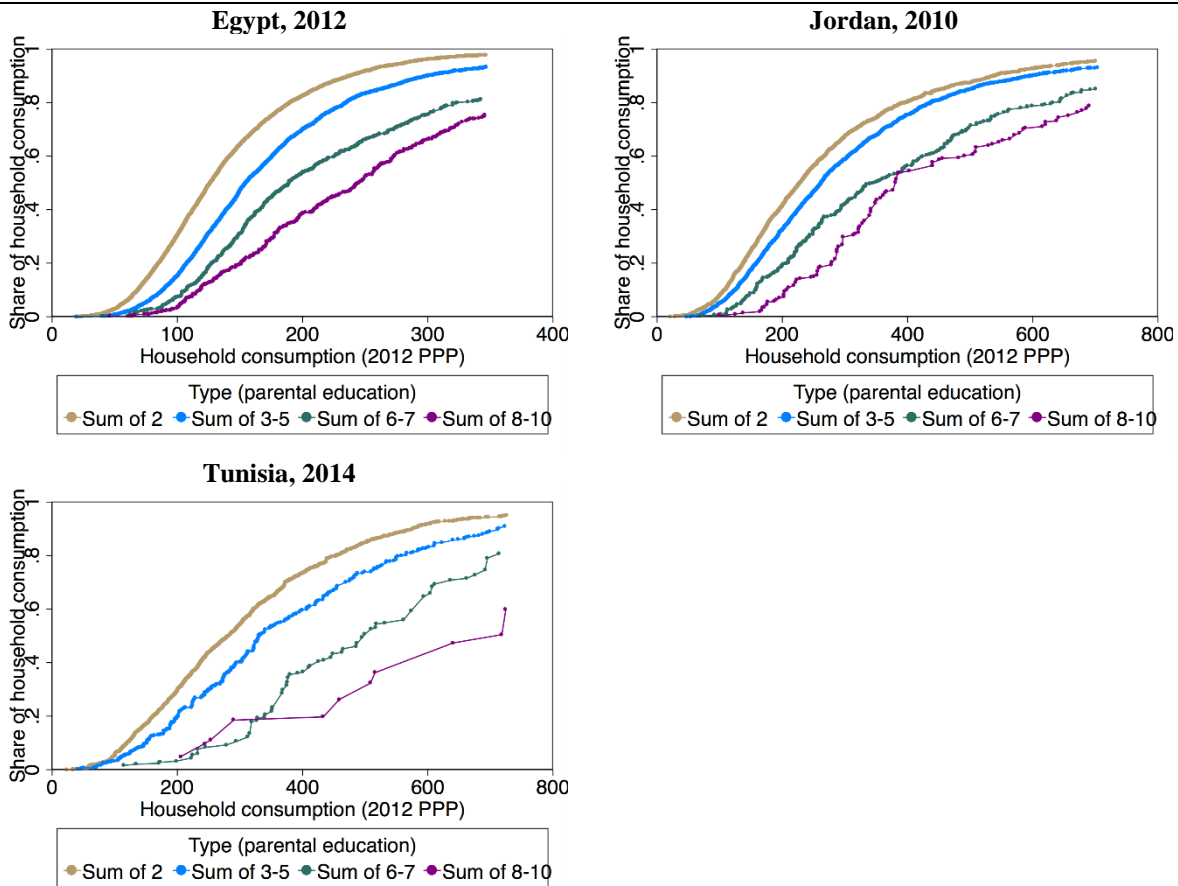 Egypt, 2012
Share of household consumption
0 .2 .4 .6 .8 1
0 100 200 300 400
Household consumption (2012 PPP)
Type (parental education)
Sum of 2 Sum of 3-5 Sum of 6-7 Sum of 8-10
Jordan, 2010
Share of household consumption
0 .2 .4 .6 .8 1
0 200 400 600 800
Household consumption (2012 PPP)
Type (parental education)
Sum of 2 Sum of 3-5 Sum of 6-7 Sum of 8-10
Tunisia, 2014
Share of household consumption
0 .2 .4 .6 .8 1
0 200 400 600 800
Household consumption (2012 PPP)
Type (parental education)
Sum of 2 Sum of 3-5 Sum of 6-7 Sum of 8-10